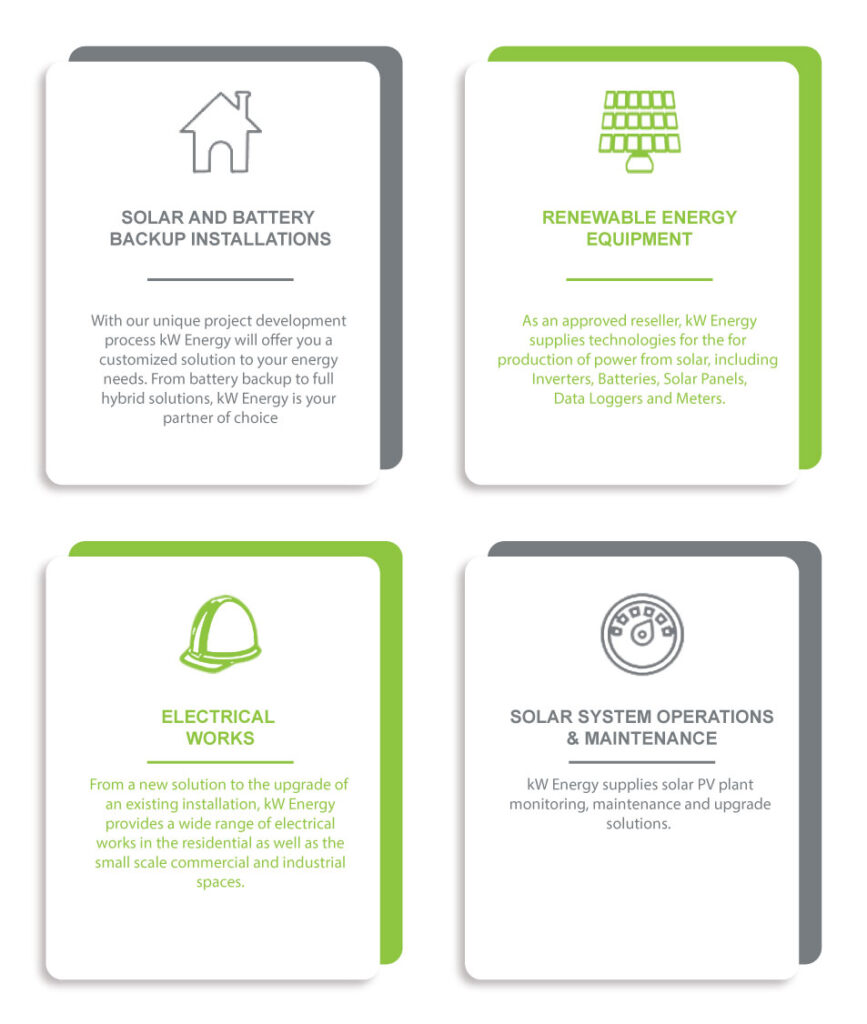 SOLAR AND BATTERY
BACKUP INSTALLATIONS
With our unique project development
process kW Energy will offer you a
customized solution to your energy
needs. From battery backup to full
hybrid solutions, kW Energy is your
partner of choice
RENEWABLE ENERGY
EQUIPMENT
As an approved reseller, kW Energy
supplies technologies for the for
production of power from solar, including
Inverters, Batteries, Solar Panels,
Data Loggers and Meters.
ELECTRICAL
WORKS
From a new solution to the upgrade of
an existing installation, kW Energy
provides a wide range of electrical
works in the residential as well as the
small scale commercial and industrial
spaces.
SOLAR SYSTEM OPERATIONS
& MAINTENANCE
kW Energy supplies solar PV plant
monitoring, maintenance and upgrade
solutions.